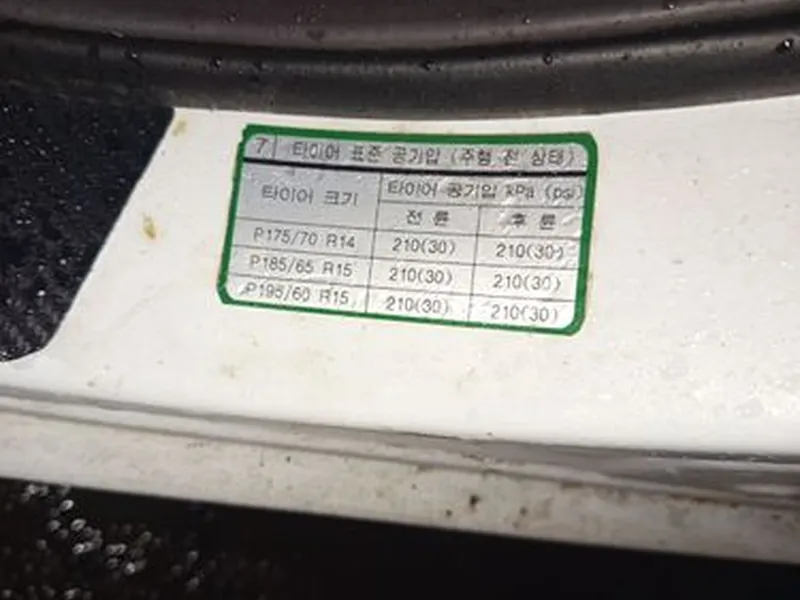 7 타이어 표준 공기압 (주행 전 상태)
타이어 크기 타이어 공기압 kPa (psi)
전륜 후륜
P175/70 R14 210(30) 210(30)
P185/65 R15 210(30) 210(30)
P195/60 R15 210(30) 210(30)